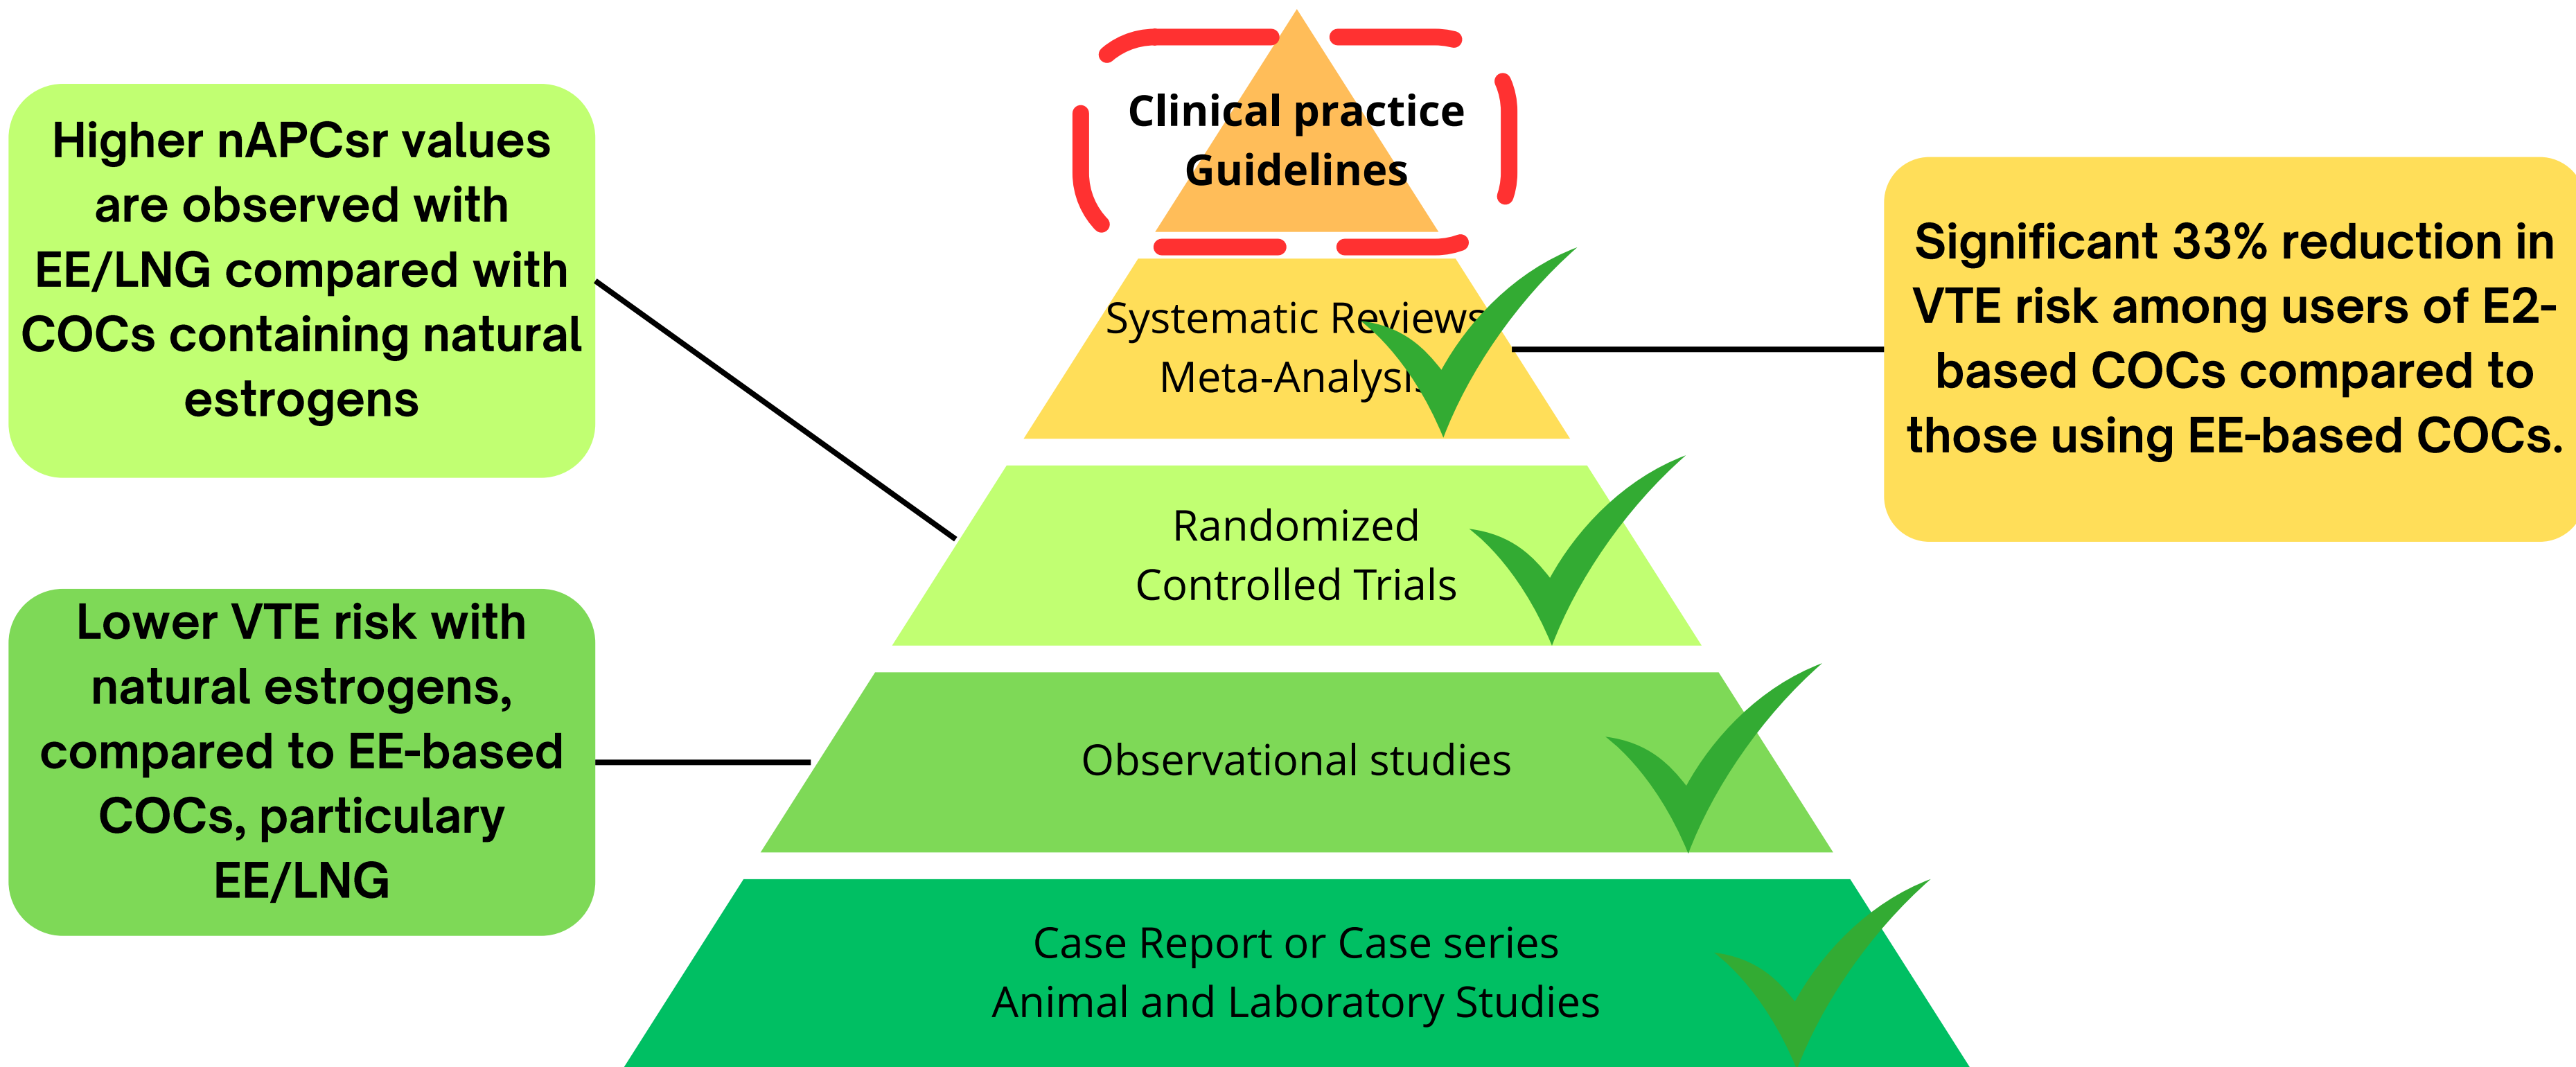 Higher nAPCsr values
are observed with
EE/LNG compared with
COCs containing natural
estrogens
Lower VTE risk with
natural estrogens,
compared to EE-based
COCs, particulary
EE/LNG
Clinical practice
Guidelines
Systematic Reviews
Meta-Analysis
Randomized
Controlled Trials
Observational studies
Case Report or Case series
Animal and Laboratory Studies
Significant 33% reduction in
VTE risk among users of E2-
based COCs compared to
those using EE-based COCs.